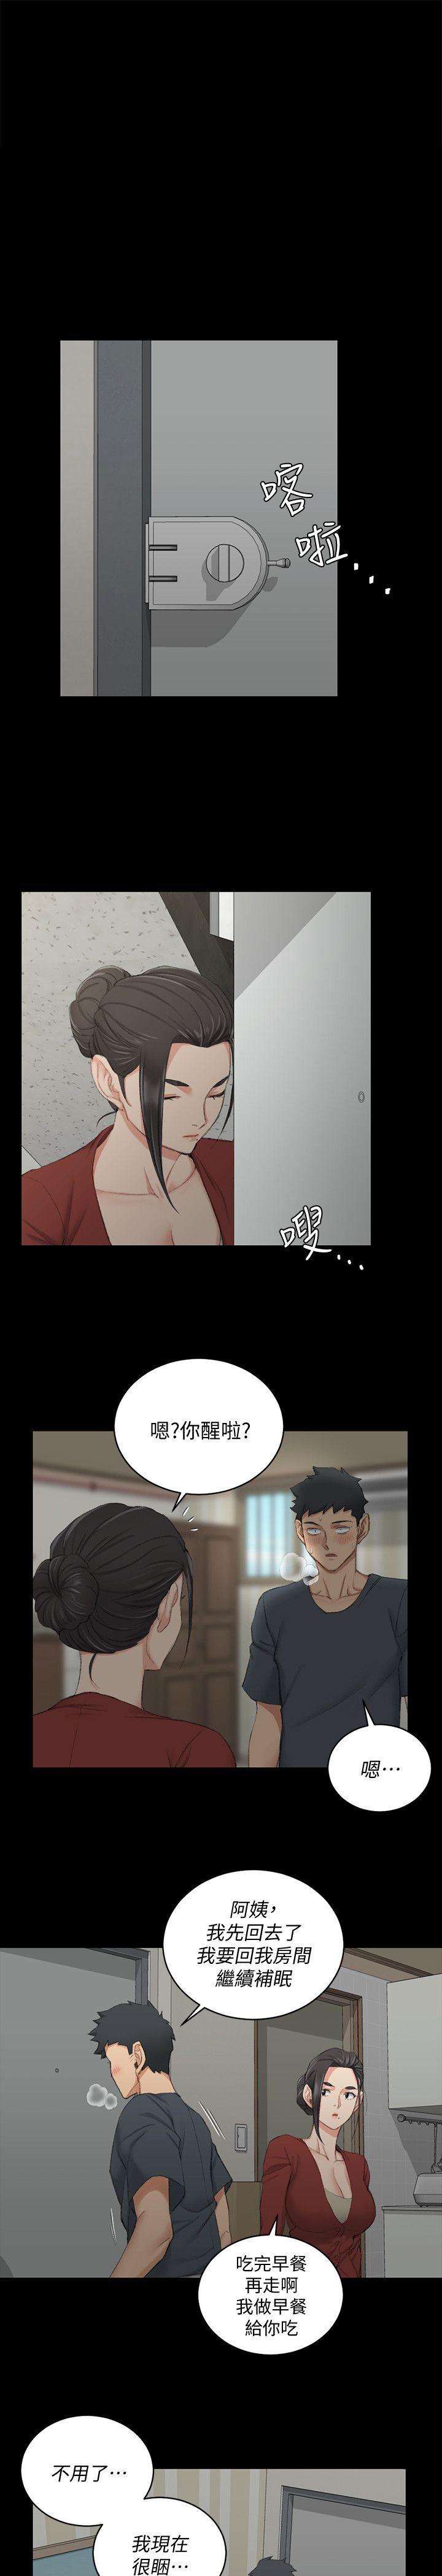 喀
啦...
嗖...
嗯?你醒啦?
嗯…
阿姨，
我先回去了
我要回我房間
繼續補眠
吃完早餐
再走啊
我做早餐
給你吃
不用了…
我現在
很睏…